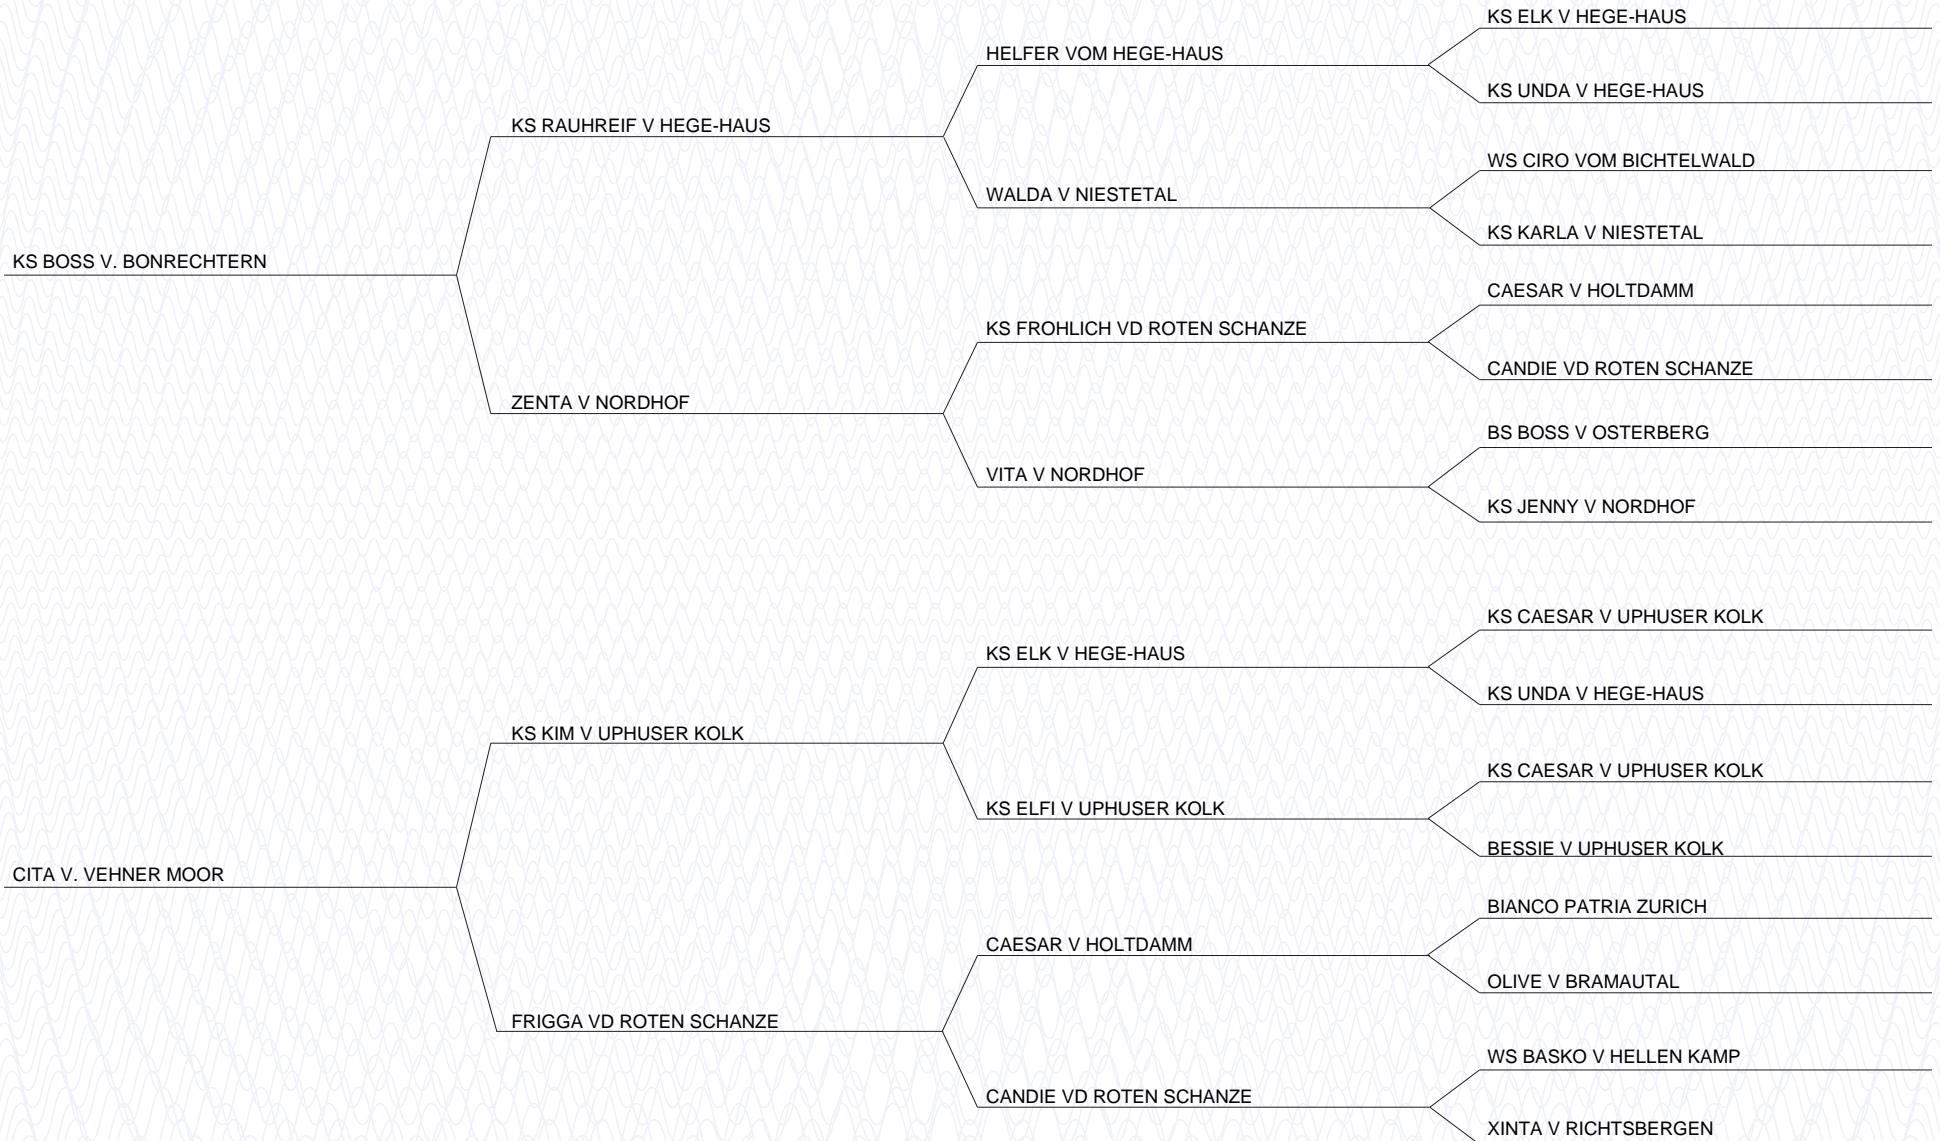 KS ELK V HEGE-HAUS
HELFER VOM HEGE-HAUS
KS UNDA V HEGE-HAUS
KS RAUHREIF V HEGE-HAUS
WS CIRO VOM BICHTELWALD
WALDA V NIESTETAL
KS KARLA V NIESTETAL
KS BOSS V. BONRECHTERN
CAESAR V HOLTDAMM
KS FROHLICH VD ROTEN SCHANZE
CANDIE VD ROTEN SCHANZE
ZENTA V NORDHOF
BS BOSS V OSTERBERG
VITA V NORDHOF
KS JENNY V NORDHOF
KS CAESAR V UPHUSER KOLK
KS ELK V HEGE-HAUS
KS UNDA V HEGE-HAUS
KS KIM V UPHUSER KOLK
KS CAESAR V UPHUSER KOLK
KS ELFI V UPHUSER KOLK
BESSIE V UPHUSER KOLK
CITA V. VEHNER MOOR
BIANCO PATRIA ZURICH
CAESAR V HOLTDAMM
OLIVE V BRAMAUTAL
FRIGGA VD ROTEN SCHANZE
WS BASKO V HELLEN KAMP
CANDIE VD ROTEN SCHANZE
XINTA V RICHTSBERGEN